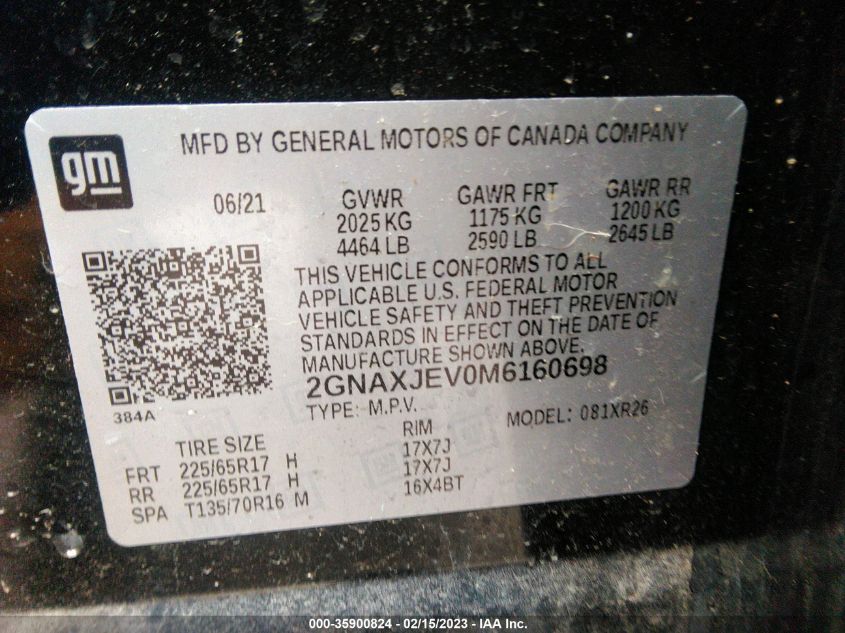 gm
MFD BY GENERAL MOTORS OF CANADA COMPANY
06/21 GVWR GAWR FRT GAWR RR
2025 KG 1175 KG 1200 KG
4464 LB 2590 LB 2645 LB
THIS VEHICLE CONFORMS TO ALL
APPLICABLE U.S. FEDERAL MOTOR
VEHICLE SAFETY AND THEFT PREVENTION
STANDARDS IN EFFECT ON THE DATE OF
MANUFACTURE SHOWN ABOVE.
2GNAXJEV0M6160698
384A
TYPE: M.P.V. MODEL: 081XR26
TIRE SIZE RIM
FRT 225/65R17 H 17X7J
RR 225/65R17 H 17X7J
SPA T135/70R16 M 16X4BT
000-35900824 - 02/15/2023 - IAA Inc.